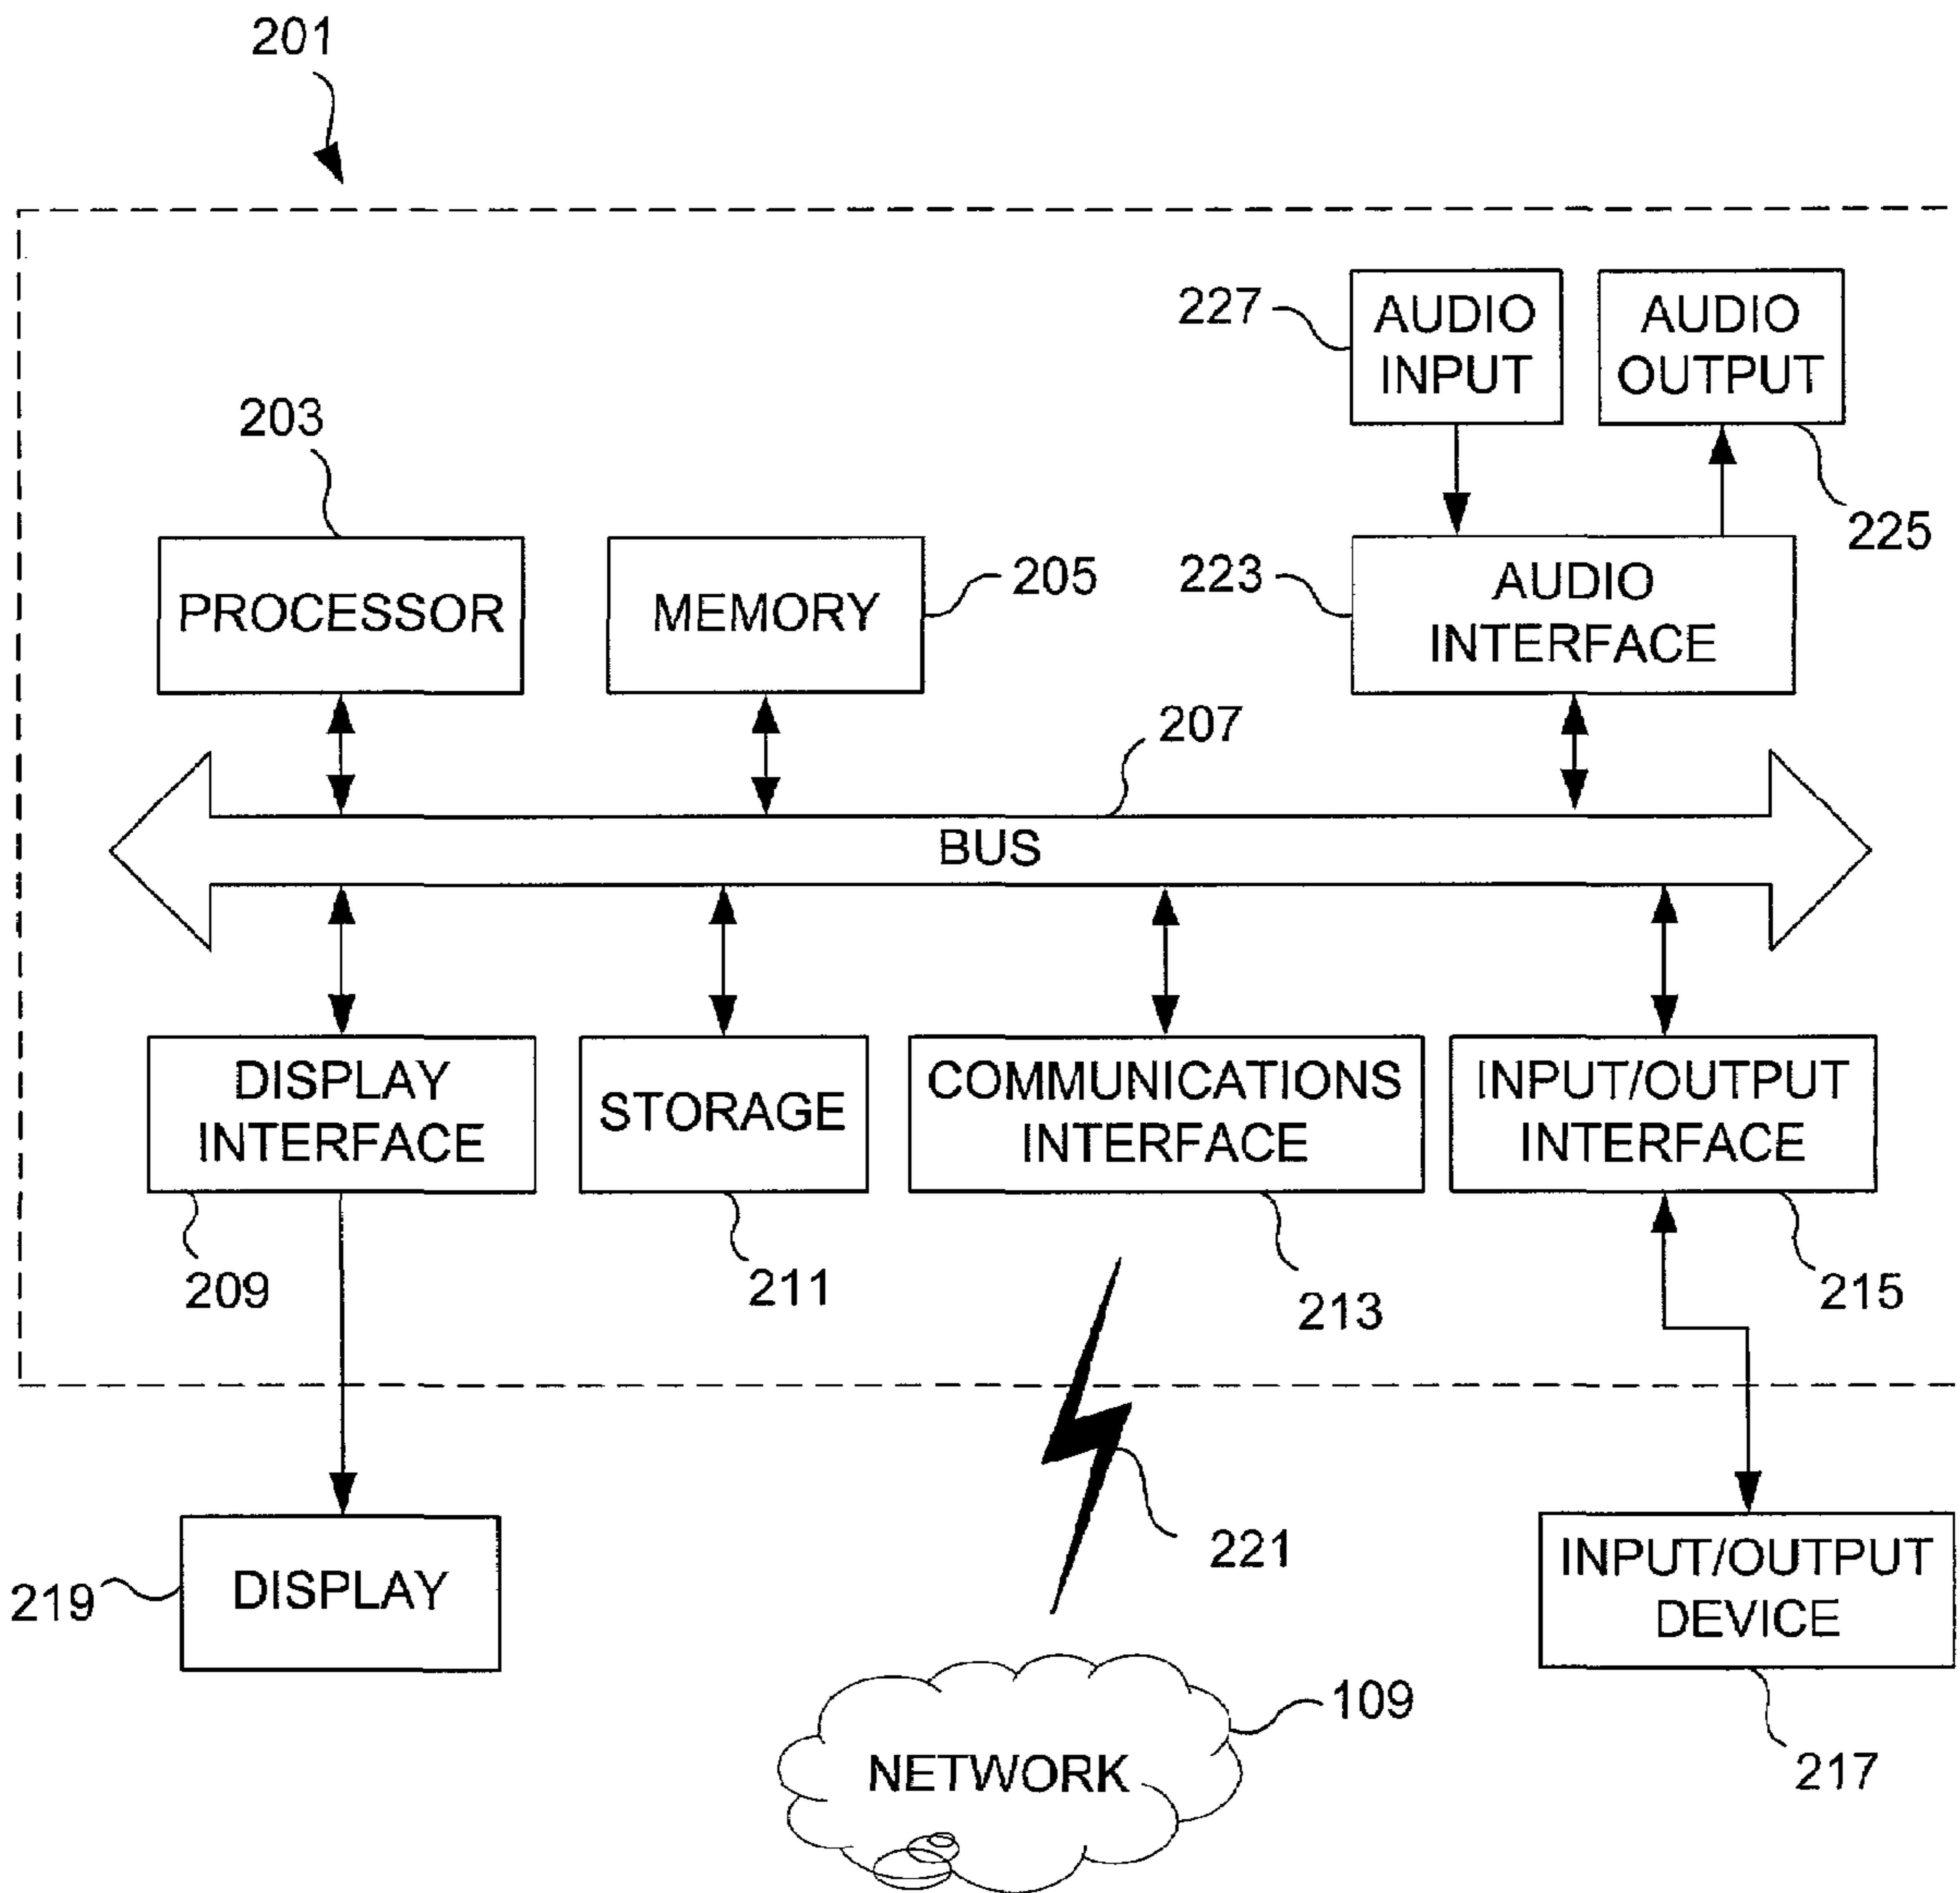 201
227
AUDIO
INPUT
AUDIO
OUTPUT
225
203
PROCESSOR
MEMORY
205
223
AUDIO
INTERFACE
207
BUS
DISPLAY
INTERFACE
STORAGE
COMMUNICATIONS
INTERFACE
INPUT/OUTPUT
INTERFACE
209
211
213
215
221
219
DISPLAY
INPUT/OUTPUT
DEVICE
109
NETWORK
217